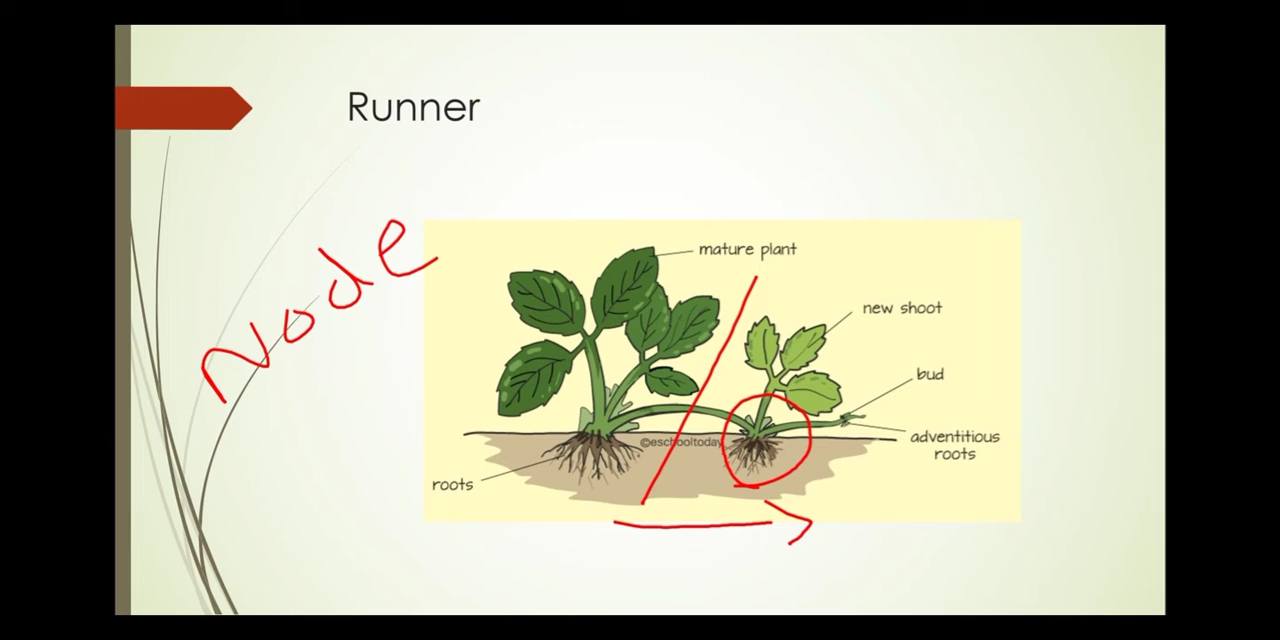 Runner
Node
mature plant
new shoot
bud
©eschooltoday
adventitious
roots
roots